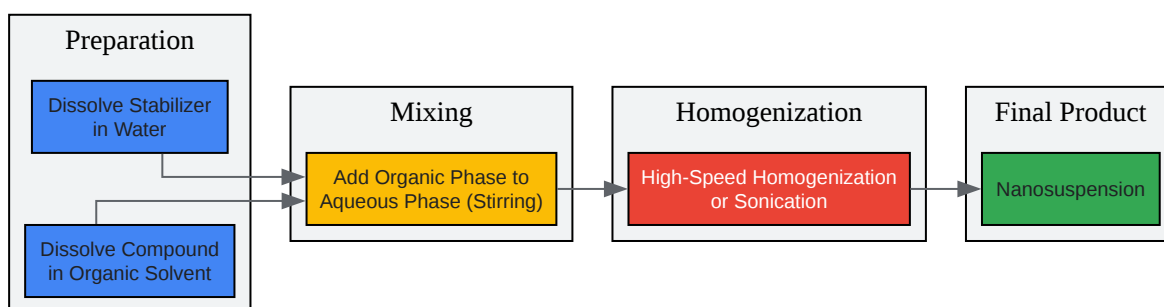 Preparation
Dissolve Stabilizer
in Water
Dissolve Compound
in Organic Solvent
Mixing
Add Organic Phase to
Aqueous Phase (Stirring)
Homogenization
High-Speed Homogenization
or Sonication
Final Product
Nanosuspension